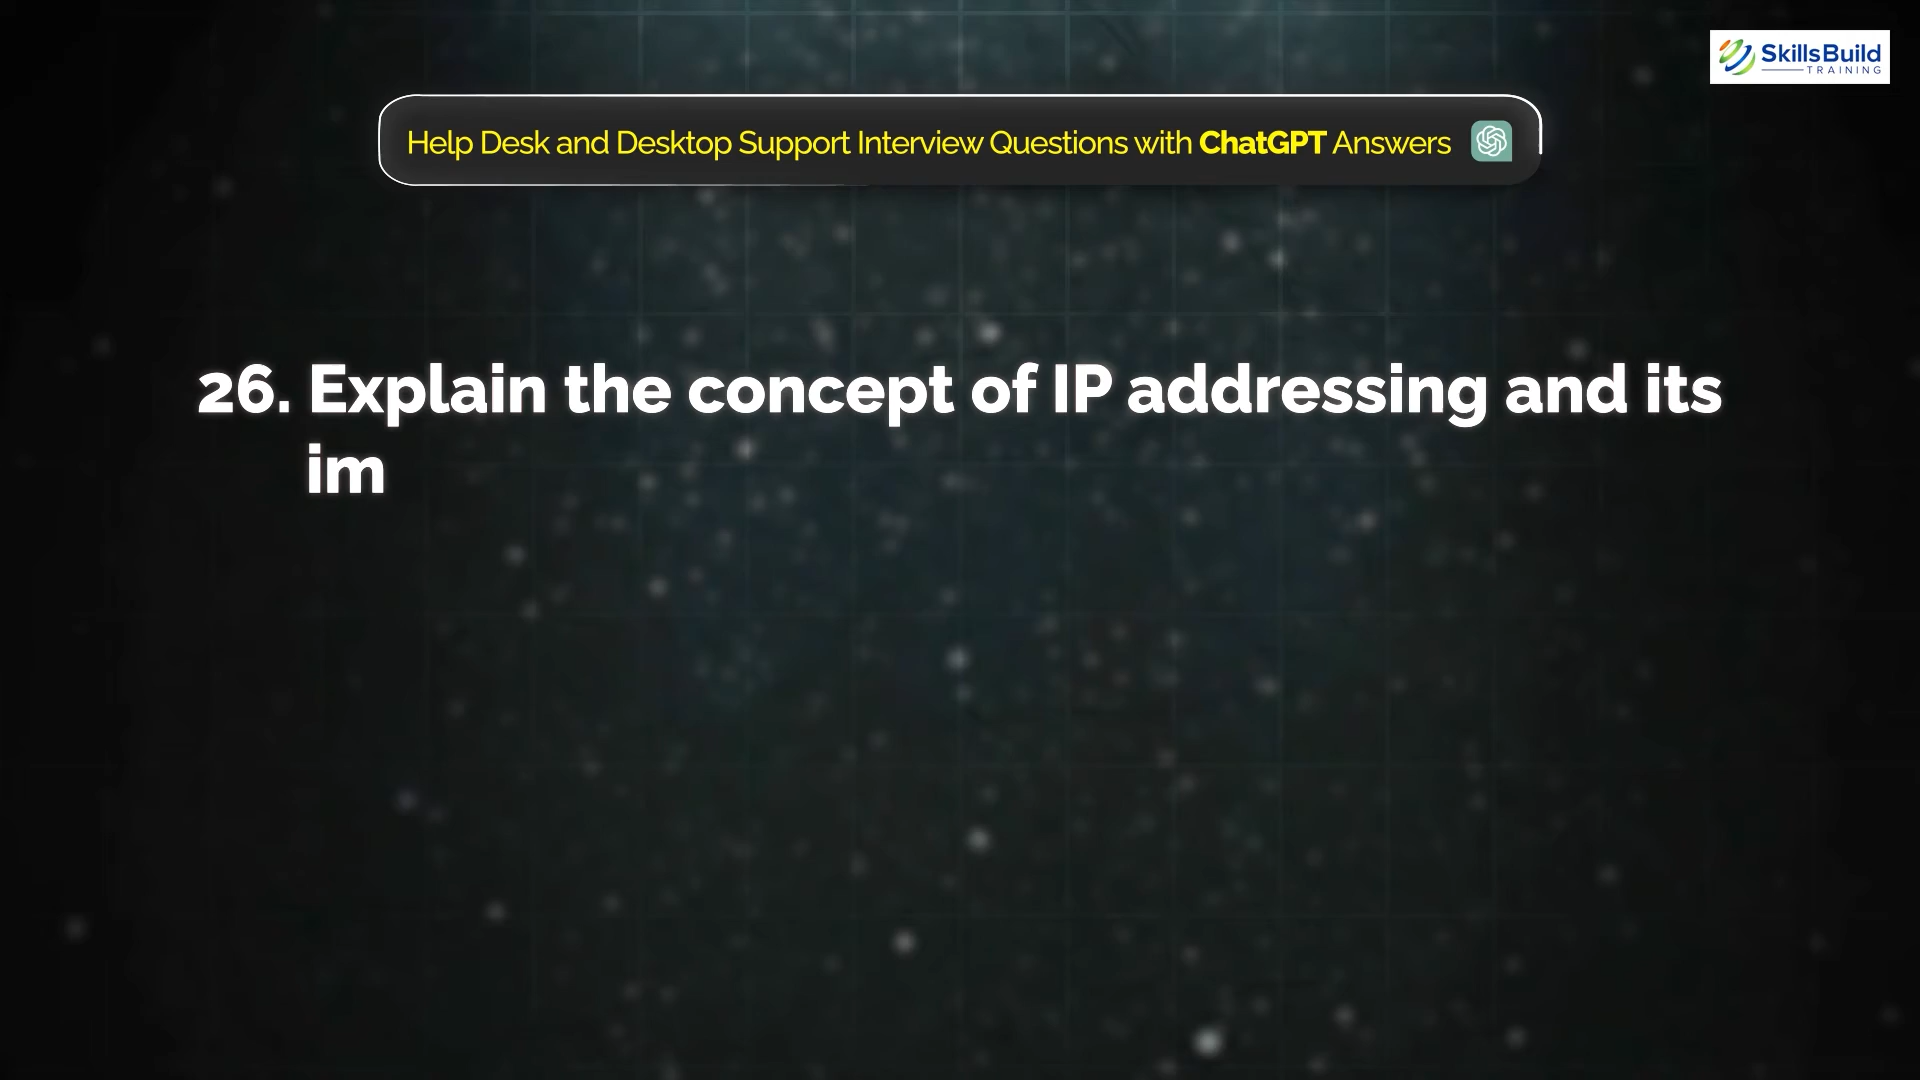 SkillsBuild
TRAINING
Help Desk and Desktop Support Interview Questions with ChatGPT Answers
26. Explain the concept of IP addressing and its
im